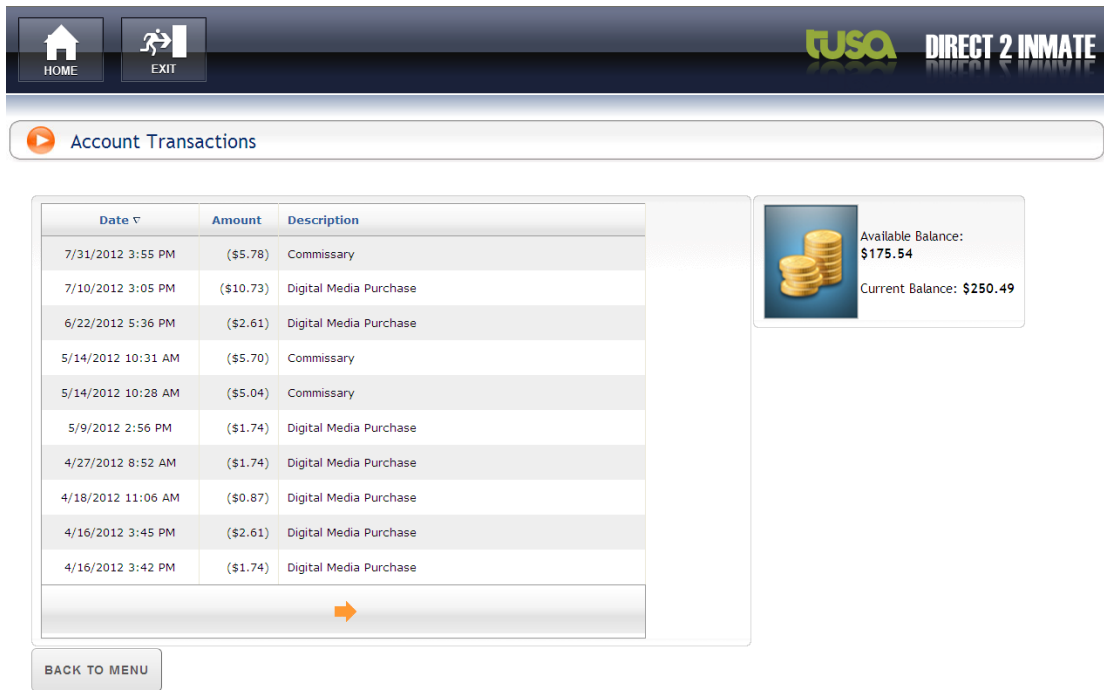 HOME
EXIT
tusa
DIRECT 2 INMATE
Account Transactions
Date Amount Description
7/31/2012 3:55 PM ($5.78) Commissary
7/10/2012 3:05 PM ($10.73) Digital Media Purchase
6/22/2012 5:36 PM ($2.61) Digital Media Purchase
5/14/2012 10:31 AM ($5.70) Commissary
5/14/2012 10:28 AM ($5.04) Commissary
5/9/2012 2:56 PM ($1.74) Digital Media Purchase
4/27/2012 8:52 AM ($1.74) Digital Media Purchase
4/18/2012 11:06 AM ($0.87) Digital Media Purchase
4/16/2012 3:45 PM ($2.61) Digital Media Purchase
4/16/2012 3:42 PM ($1.74) Digital Media Purchase
Available Balance:
$175.54
Current Balance: $250.49
BACK TO MENU